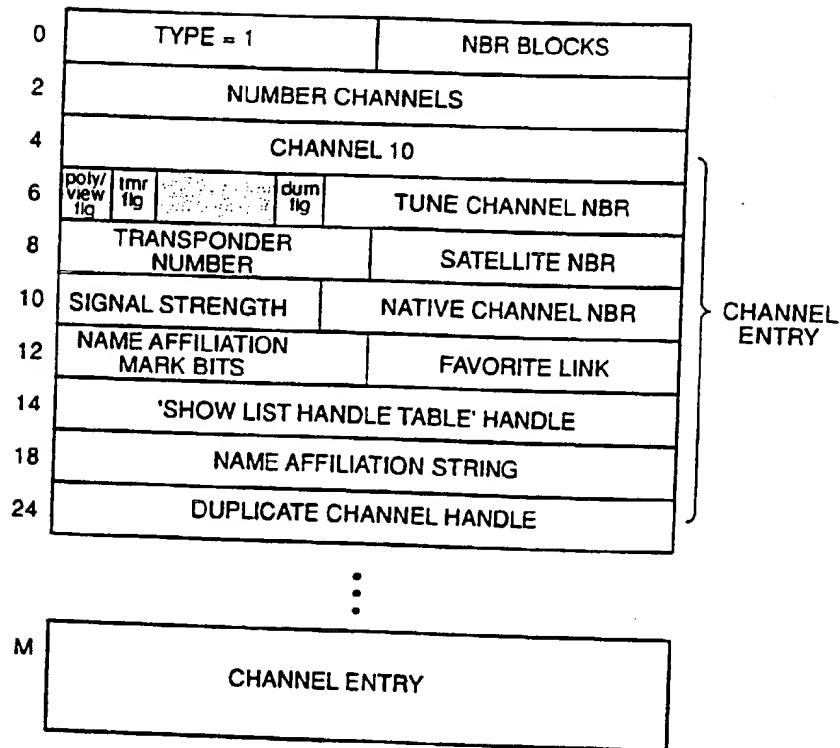 0 TYPE = 1 NBR BLOCKS
2 NUMBER CHANNELS
4 CHANNEL 10
6 poly/ view flg tmr flg dum flg TUNE CHANNEL NBR
8 TRANSPONDER NUMBER SATELLITE NBR
10 SIGNAL STRENGTH NATIVE CHANNEL NBR
12 NAME AFFILIATION MARK BITS FAVORITE LINK
14 'SHOW LIST HANDLE TABLE' HANDLE
18 NAME AFFILIATION STRING
24 DUPLICATE CHANNEL HANDLE
CHANNEL
ENTRY
M CHANNEL ENTRY